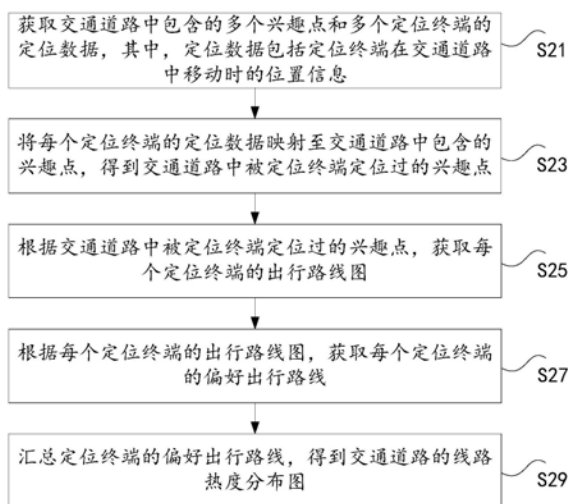 获取交通道路中包含的多个兴趣点和多个定位终端的
定位数据，其中，定位数据包括定位终端在交通道路
中移动时的位置信息
S21
将每个定位终端的定位数据映射至交通道路中包含的
兴趣点，得到交通道路中被定位终端定位过的兴趣点
S23
根据交通道路中被定位终端定位过的兴趣点，获取每
个定位终端的出行路线图
S25
根据每个定位终端的出行路线图，获取每个定位终端
的偏好出行路线
S27
汇总定位终端的偏好出行路线，得到交通道路的线路
热度分布图
S29